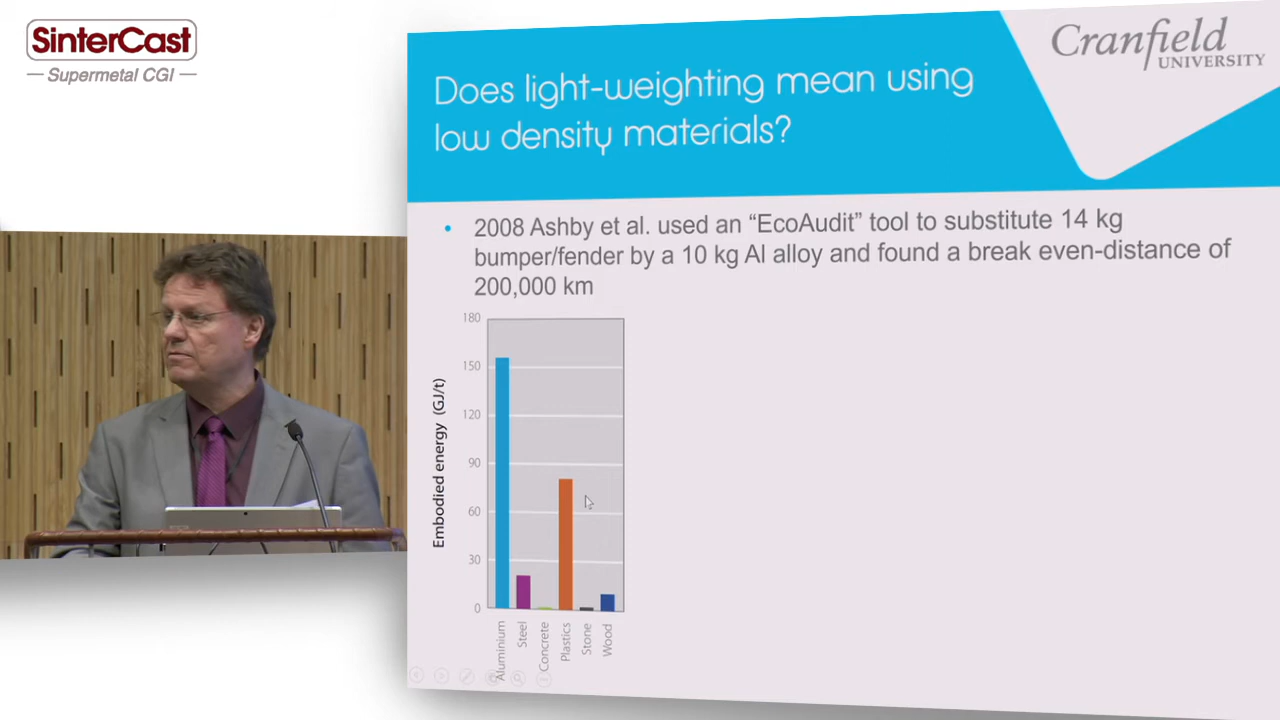 SinterCast
Supermetal CGI
Cranfield
UNIVERSITY
Does light-weighting mean using
low density materials?
• 2008 Ashby et al. used an “EcoAudit” tool to substitute 14 kg
bumper/fender by a 10 kg Al alloy and found a break even-distance of
200,000 km
Embodied energy (GJ/t)
180
150
120
90
60
30
0
Aluminium
Steel
Concrete
Plastics
Stone
Wood